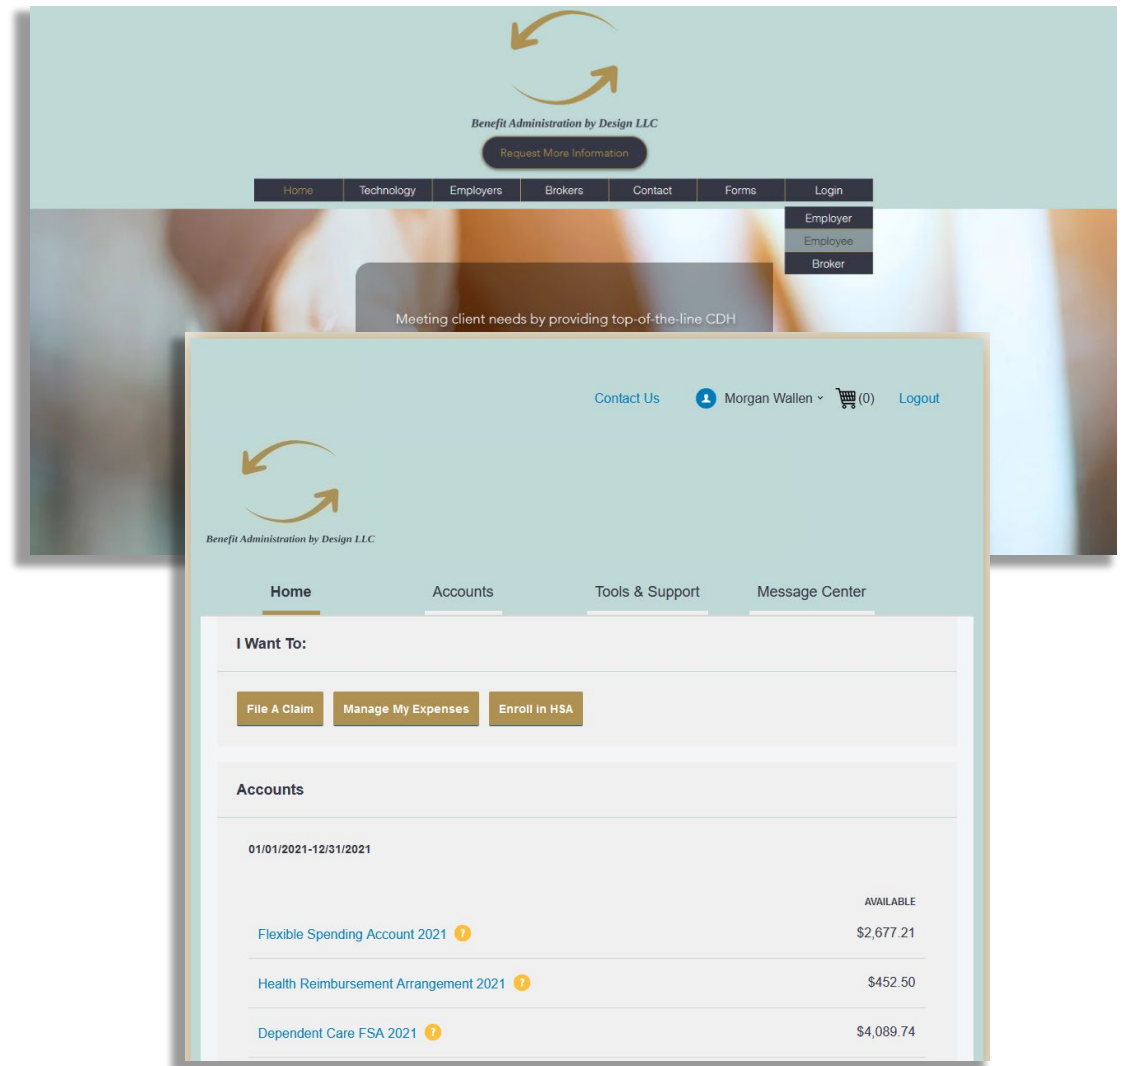 Benefit Administration by Design LLC
Request More Information
Home Technology Employers Brokers Contact Forms Login
Employer
Employee
Broker
Meeting client needs by providing top-of-the-line CDH
Contact Us Morgan Wallen (0) Logout
Benefit Administration by Design LLC
Home Accounts Tools & Support Message Center
I Want To:
File A Claim Manage My Expenses Enroll in HSA
Accounts
01/01/2021-12/31/2021
AVAILABLE
Flexible Spending Account 2021 ? $2,677.21
Health Reimbursement Arrangement 2021 ? $452.50
Dependent Care FSA 2021 ? $4,089.74